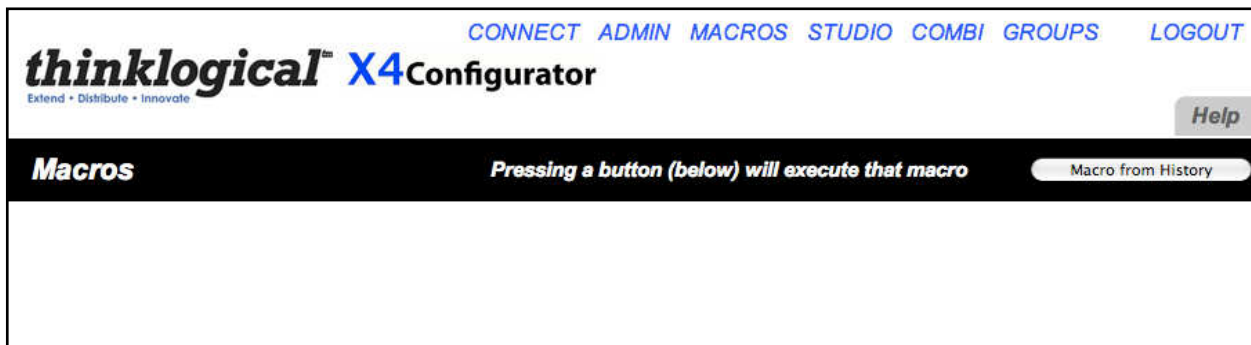 CONNECT ADMIN MACROS STUDIO COMBI GROUPS LOGOUT
thinklogical™ X4Configurator
Extend • Distribute • Innovate
Help
Macros Pressing a button (below) will execute that macro Macro from History